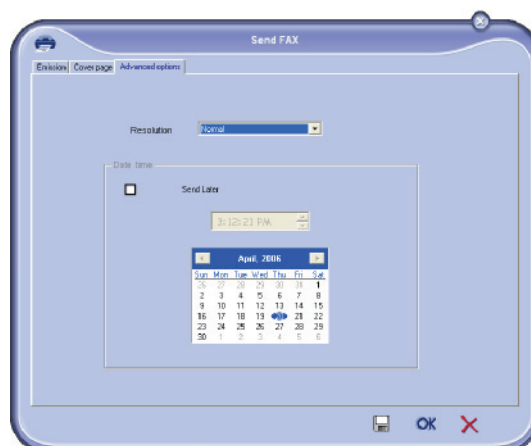 Send FAX
Emission Cover page Advanced options
Resolution Normal
Date time
Send Later
3:12:21 PM
April, 2006
Sun Mon Tue Wed Thu Fri Sat
26 27 28 29 30 31 1
2 3 4 5 6 7 8
9 10 11 12 13 14 15
16 17 18 19 20 21 22
23 24 25 26 27 28 29
30 1 2 3 4 5 6
OK